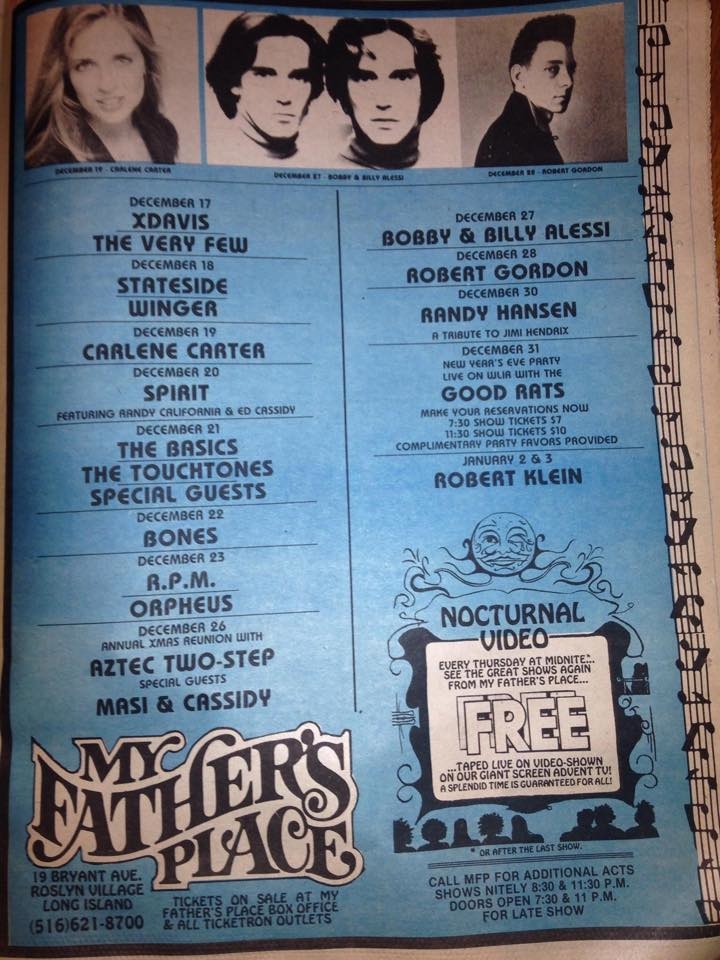 DECEMBER 19 - CARLENE CARTER
DECEMBER 27 - BOBBY & BILLY ALESSI
DECEMBER 28 - ROBERT GORDON
DECEMBER 17
XDAVIS
THE VERY FEW
DECEMBER 18
STATESIDE
WINGER
DECEMBER 19
CARLENE CARTER
DECEMBER 20
SPIRIT
FEATURING RANDY CALIFORNIA & ED CASSIDY
DECEMBER 21
THE BASICS
THE TOUCHTONES
SPECIAL GUESTS
DECEMBER 22
BONES
DECEMBER 23
R.P.M.
ORPHEUS
DECEMBER 26
ANNUAL XMAS REUNION WITH
AZTEC TWO-STEP
SPECIAL GUESTS
MASI & CASSIDY
DECEMBER 27
BOBBY & BILLY ALESSI
DECEMBER 28
ROBERT GORDON
DECEMBER 30
RANDY HANSEN
A TRIBUTE TO JIMI HENDRIX
DECEMBER 31
NEW YEAR'S EVE PARTY
LIVE ON WLIR WITH THE
GOOD RATS
MAKE YOUR RESERVATIONS NOW
7:30 SHOW TICKETS $7
11:30 SHOW TICKETS $10
COMPLIMENTARY PARTY FAVORS PROVIDED
JANUARY 2 & 3
ROBERT KLEIN
NOCTURNAL
VIDEO
EVERY THURSDAY AT MIDNITE*...
SEE THE GREAT SHOWS AGAIN
FROM MY FATHER'S PLACE...
FREE
...TAPED LIVE ON VIDEO-SHOWN
ON OUR GIANT SCREEN ADVENT TV!
A SPLENDID TIME IS GUARANTEED FOR ALL!
* OR AFTER THE LAST SHOW.
MY
FATHER'S
PLACE
19 BRYANT AVE.
ROSLYN VILLAGE
LONG ISLAND
(516)621-8700
TICKETS ON SALE AT MY
FATHER'S PLACE BOX OFFICE
& ALL TICKETRON OUTLETS
CALL MFP FOR ADDITIONAL ACTS
SHOWS NITELY 8:30 & 11:30 P.M.
DOORS OPEN 7:30 & 11 P.M.
FOR LATE SHOW